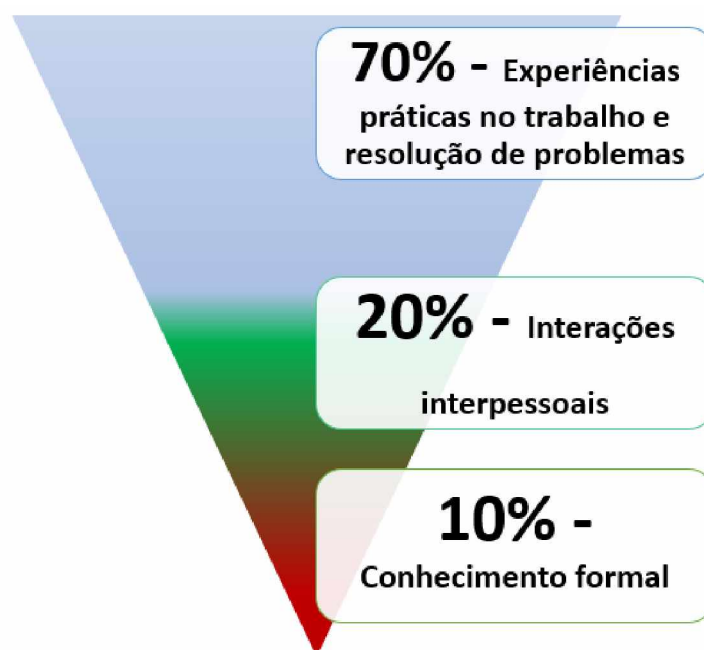 70% - Experiências
práticas no trabalho e
resolução de problemas
20% - Interações
interpessoais
10% -
Conhecimento formal